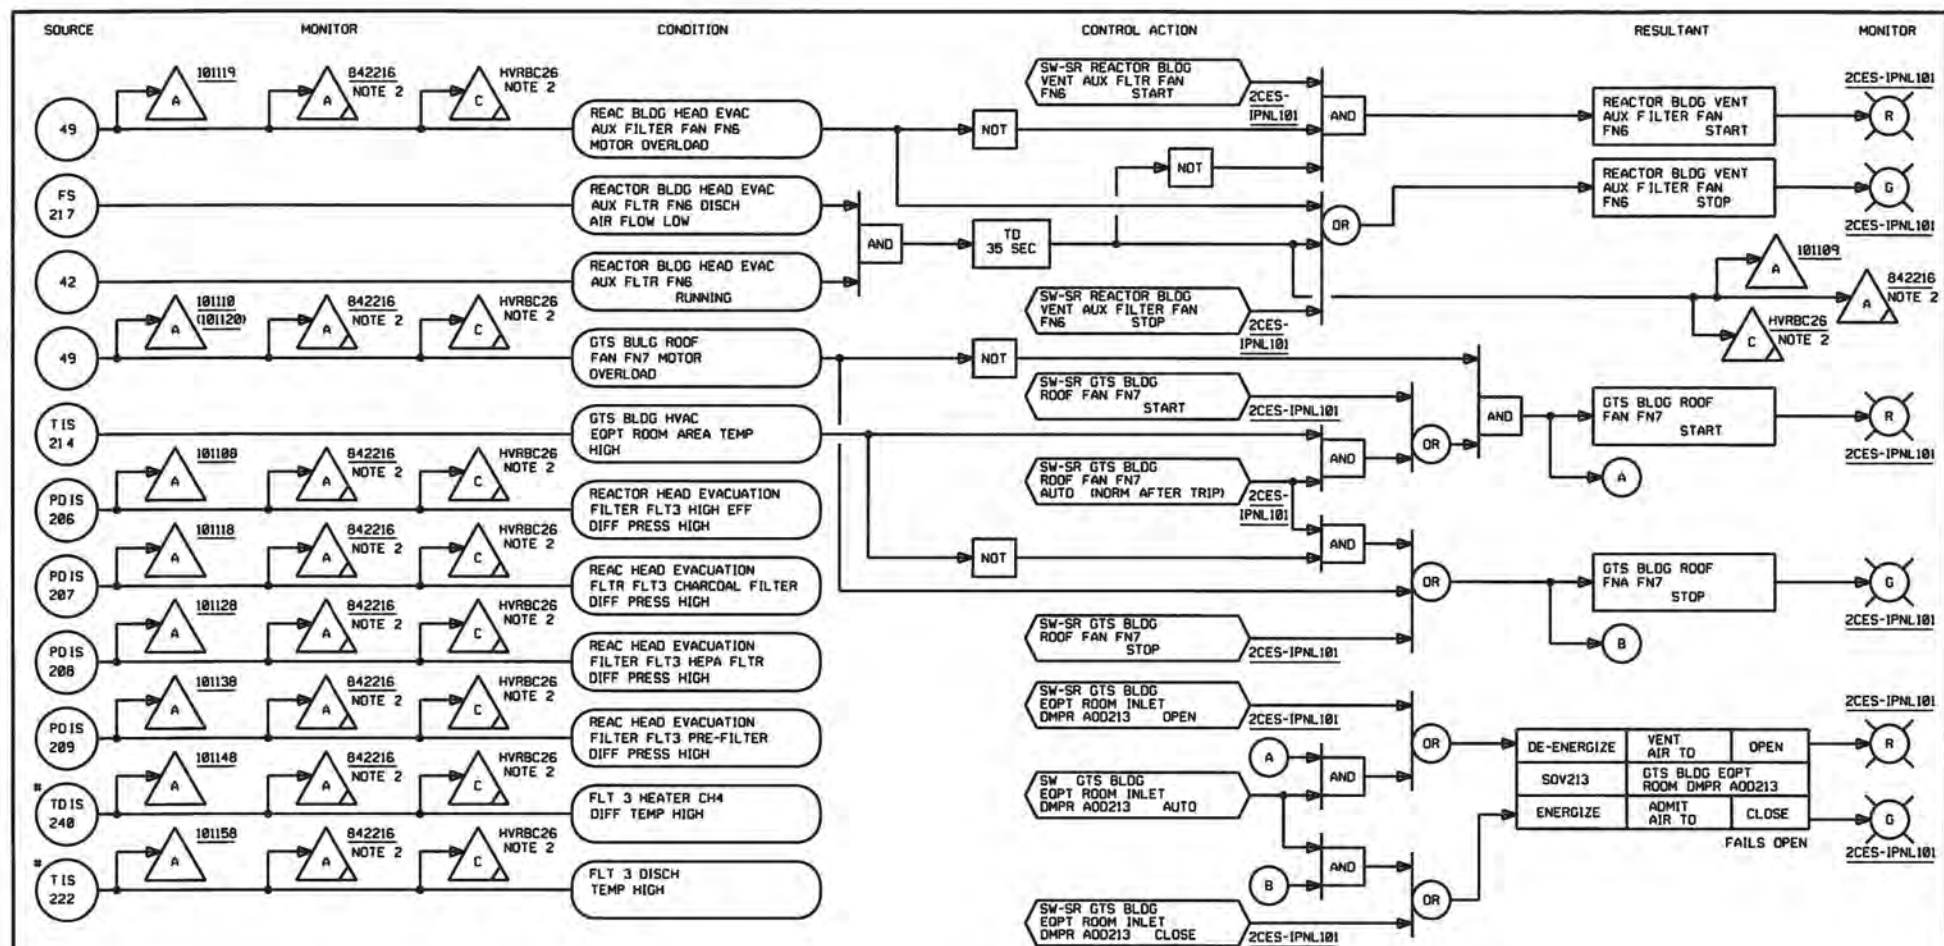 SOURCE MONITOR CONDITION CONTROL ACTION RESULTANT MONITOR
49
A
101119
A
842216
NOTE 2
C
HVRBC26
NOTE 2
REAC BLDG HEAD EVAC
AUX FILTER FAN FN6
MOTOR OVERLOAD
FS
217
REACTOR BLDG HEAD EVAC
AUX FLTR FN6 DISCH
AIR FLOW LOW
42
REACTOR BLDG HEAD EVAC
AUX FLTR FN6
RUNNING
49
A
101110
(101120)
A
842216
NOTE 2
C
HVRBC26
NOTE 2
GTS BULG ROOF
FAN FN7 MOTOR
OVERLOAD
TIS
214
GTS BLDG HVAC
EQPT ROOM AREA TEMP
HIGH
PDIS
206
A
101108
A
842216
NOTE 2
C
HVRBC26
NOTE 2
REACTOR HEAD EVACUATION
FILTER FLT3 HIGH EFF
DIFF PRESS HIGH
PDIS
207
A
101118
A
842216
NOTE 2
C
HVRBC26
NOTE 2
REAC HEAD EVACUATION
FLTR FLT3 CHARCOAL FILTER
DIFF PRESS HIGH
PDIS
208
A
101128
A
842216
NOTE 2
C
HVRBC26
NOTE 2
REAC HEAD EVACUATION
FILTER FLT3 HEPA FLTR
DIFF PRESS HIGH
PDIS
209
A
101138
A
842216
NOTE 2
C
HVRBC26
NOTE 2
REAC HEAD EVACUATION
FILTER FLT3 PRE-FILTER
DIFF PRESS HIGH
#
TDIS
240
A
101148
A
842216
NOTE 2
C
HVRBC26
NOTE 2
FLT 3 HEATER CH4
DIFF TEMP HIGH
#
TIS
222
A
101158
A
842216
NOTE 2
C
HVRBC26
NOTE 2
FLT 3 DISCH
TEMP HIGH
SW-SR REACTOR BLDG
VENT AUX FLTR FAN
FN6 START
2CES-
IPNL101
NOT
AND
NOT
AND
TD
35 SEC
OR
SW-SR REACTOR BLDG
VENT AUX FILTER FAN
FN6 STOP
2CES-
IPNL101
REACTOR BLDG VENT
AUX FILTER FAN
FN6 START
2CES-IPNL101
R
REACTOR BLDG VENT
AUX FILTER FAN
FN6 STOP
G
2CES-IPNL101
A
101109
A
842216
NOTE 2
C
HVRBC26
NOTE 2
NOT
SW-SR GTS BLDG
ROOF FAN FN7
START
2CES-IPNL101
AND
OR
AND
SW-SR GTS BLDG
ROOF FAN FN7
AUTO (NORM AFTER TRIP)
2CES-
IPNL101
GTS BLDG ROOF
FAN FN7
START
R
2CES-IPNL101
A
AND
NOT
OR
GTS BLDG ROOF
FNA FN7
STOP
G
2CES-IPNL101
B
SW-SR GTS BLDG
ROOF FAN FN7
STOP
2CES-IPNL101
SW-SR GTS BLDG
EQPT ROOM INLET
DMPR AOD213 OPEN
2CES-IPNL101
A
AND
OR
SW GTS BLDG
EQPT ROOM INLET
DMPR AOD213 AUTO
AND
B
OR
SW-SR GTS BLDG
EQPT ROOM INLET
DMPR AOD213 CLOSE
2CES-IPNL101
DE-ENERGIZE VENT AIR TO OPEN
SOV213 GTS BLDG EQPT ROOM DMPR AOD213
ENERGIZE ADMIT AIR TO CLOSE
FAILS OPEN
2CES-IPNL101
R
G
2CES-IPNL101